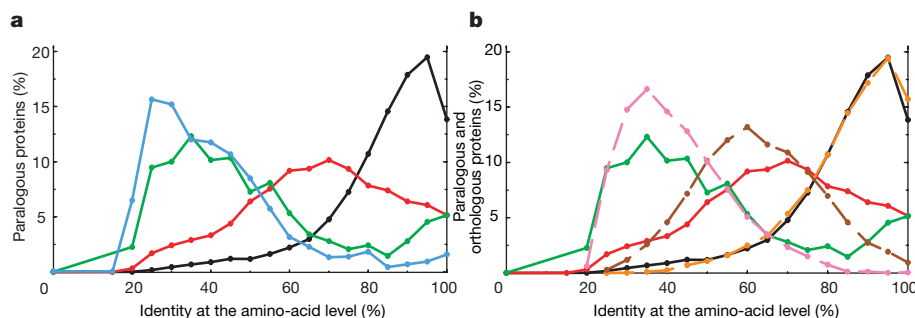 a
20
15
10
5
Paralogous proteins (%)
0 20 40 60 80 100
Identity at the amino-acid level (%)
b
20
15
10
5
Paralogous and
orthologous proteins (%)
0 20 40 60 80 100
Identity at the amino-acid level (%)